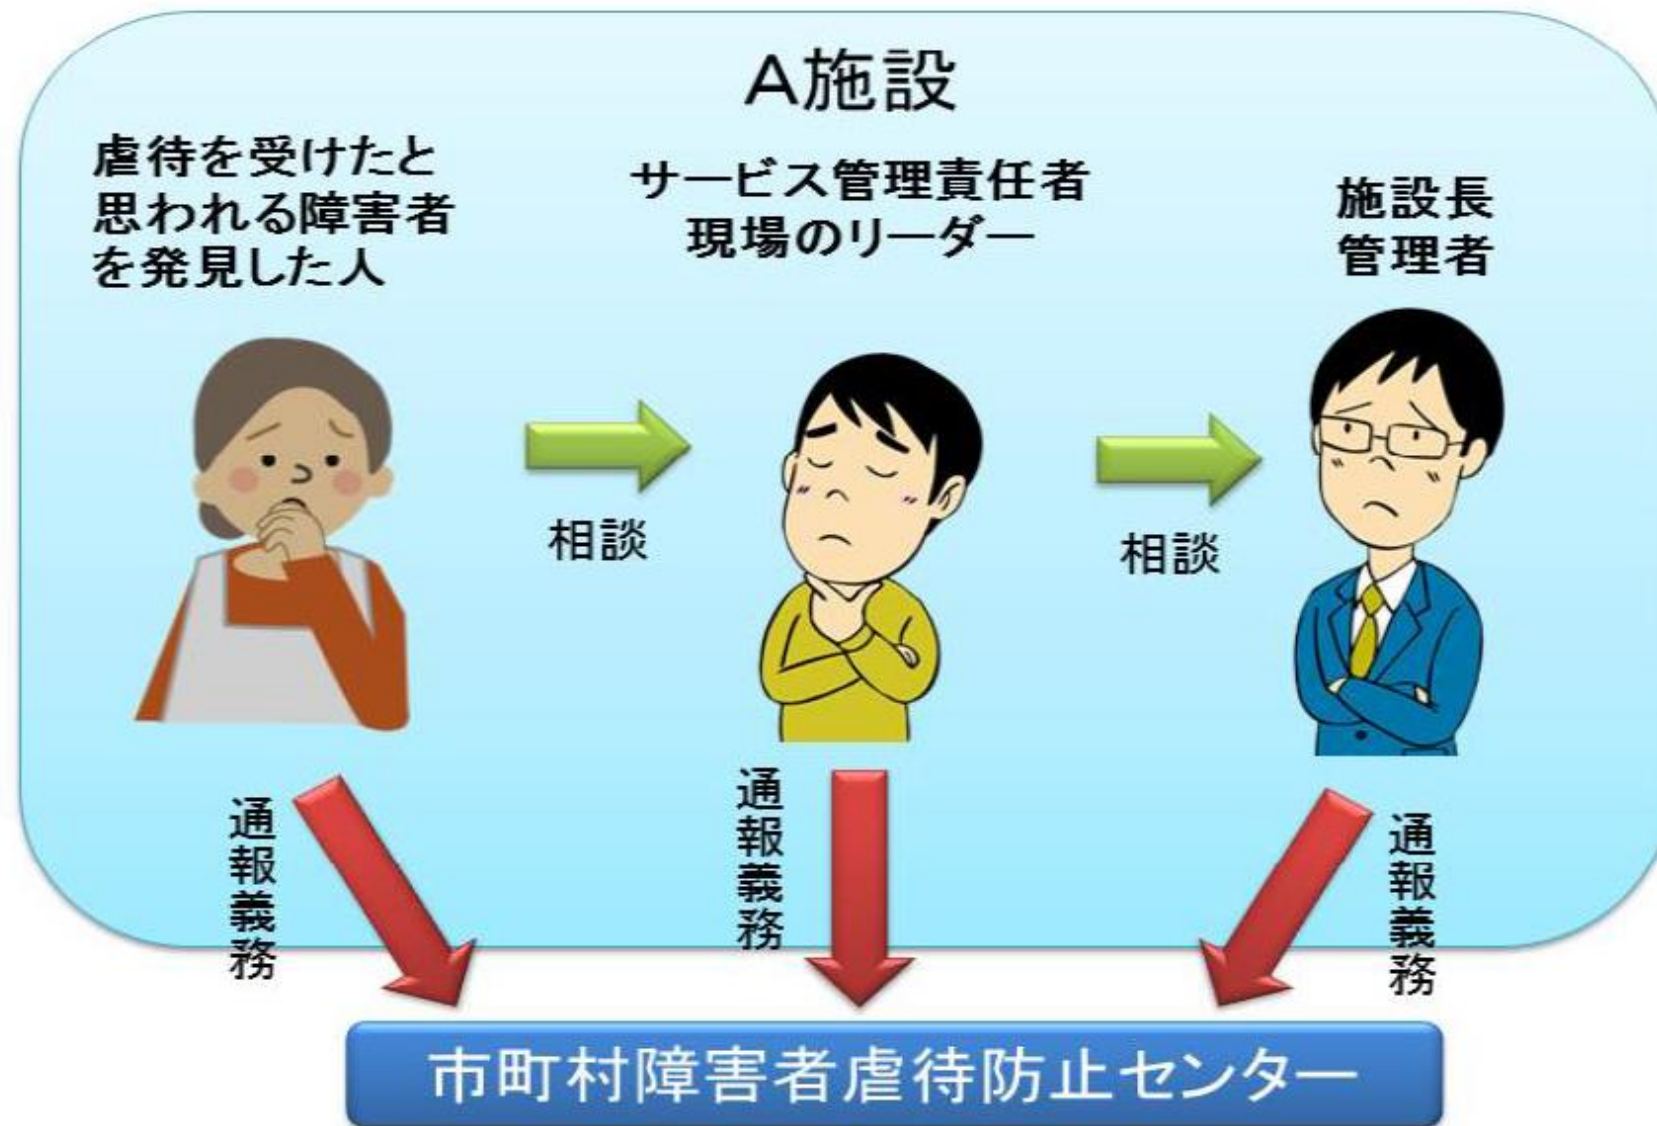 A施設
虐待を受けたと
思われる障害者
を発見した人
サービス管理責任者
現場のリーダー
施設長
管理者
相談
相談
通報義務
通報義務
通報義務
市町村障害者虐待防止センター